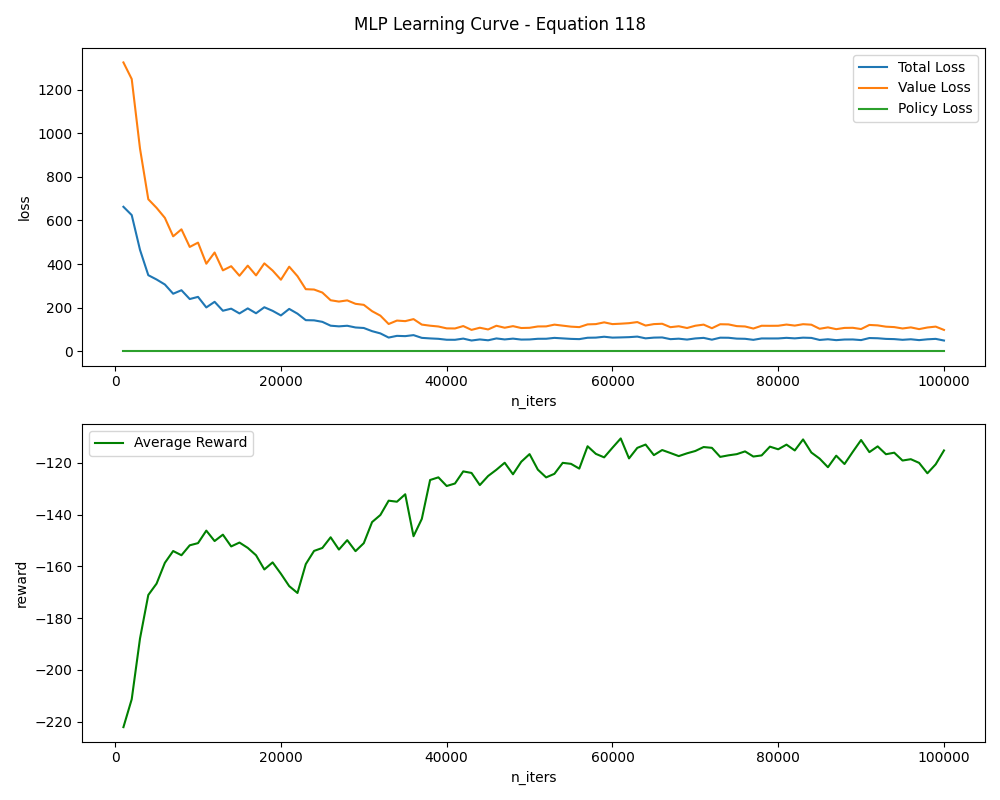 MLP Learning Curve - Equation 118
Total Loss
Value Loss
Policy Loss
1200
1000
800
600
400
200
0
loss
0 20000 40000 60000 80000 100000
n_iters
Average Reward
−120
−140
−160
−180
−200
−220
reward
0 20000 40000 60000 80000 100000
n_iters